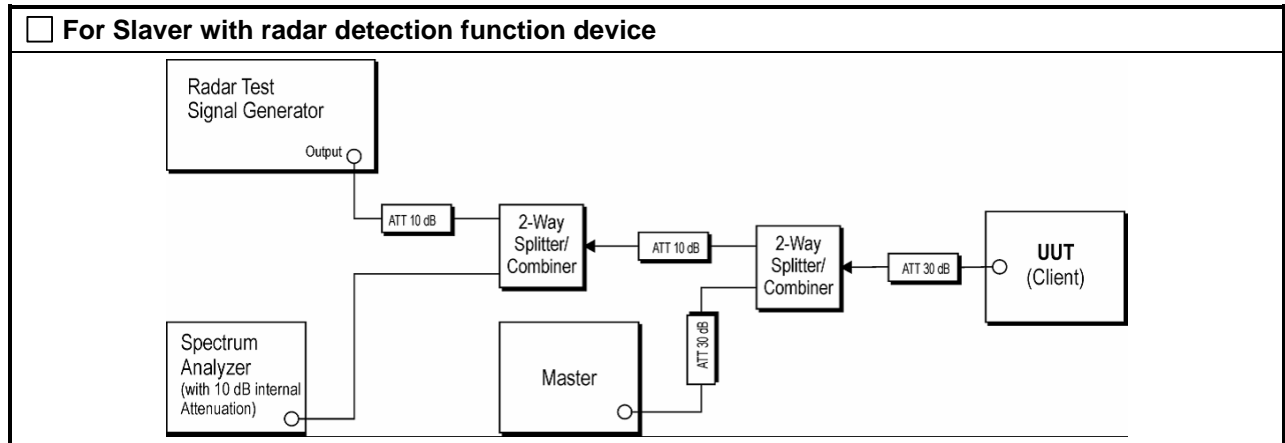 For Slaver with radar detection function device
Radar Test
Signal Generator
Output
ATT 10 dB
2-Way
Splitter/
Combiner
ATT 10 dB
2-Way
Splitter/
Combiner
ATT 30 dB
UUT
(Client)
Spectrum
Analyzer
(with 10 dB internal
Attenuation)
Master
ATT 30 dB